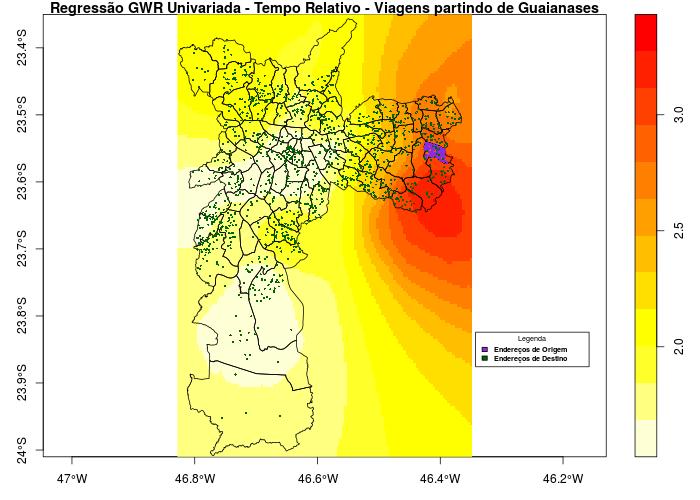 Regressão GWR Univariada - Tempo Relativo - Viagens partindo de Guaianases
23.4°S
23.5°S
23.6°S
23.7°S
23.8°S
23.9°S
24°S
47°W
46.8°W
46.6°W
46.4°W
46.2°W
Legenda
Endereços de Origem
Endereços de Destino
3.0
2.5
2.0